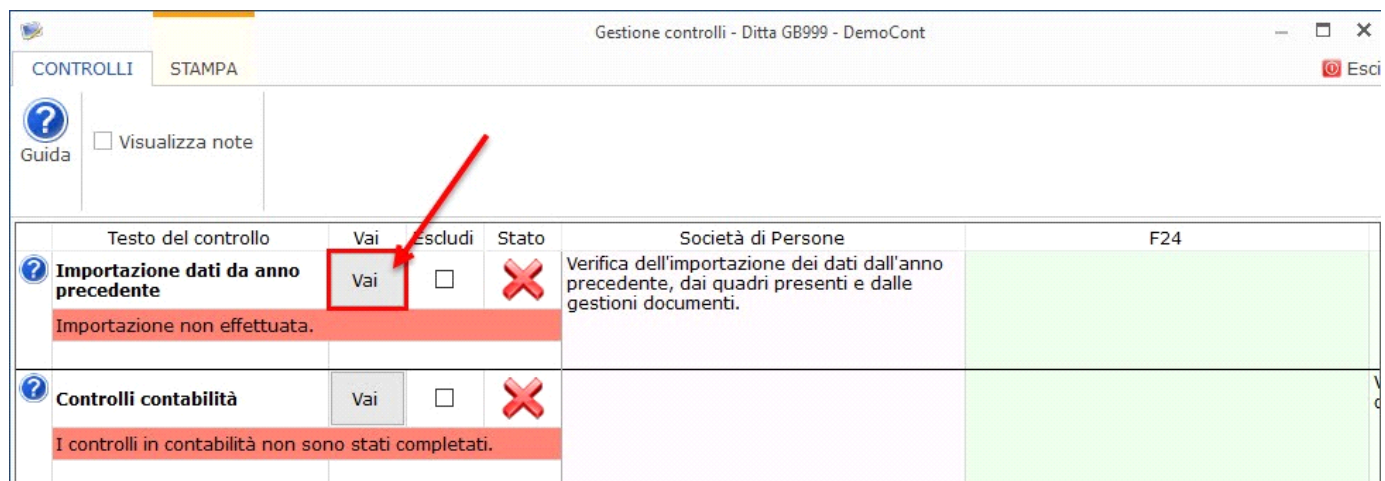 Gestione controlli - Ditta GB999 - DemoCont
CONTROLLI STAMPA
Esci
Guida
Visualizza note
Testo del controllo Vai Escludi Stato Società di Persone F24
Importazione dati da anno
precedente
Vai
Verifica dell'importazione dei dati dall'anno
precedente, dai quadri presenti e dalle
gestioni documenti.
Importazione non effettuata.
Controlli contabilità
Vai
I controlli in contabilità non sono stati completati.